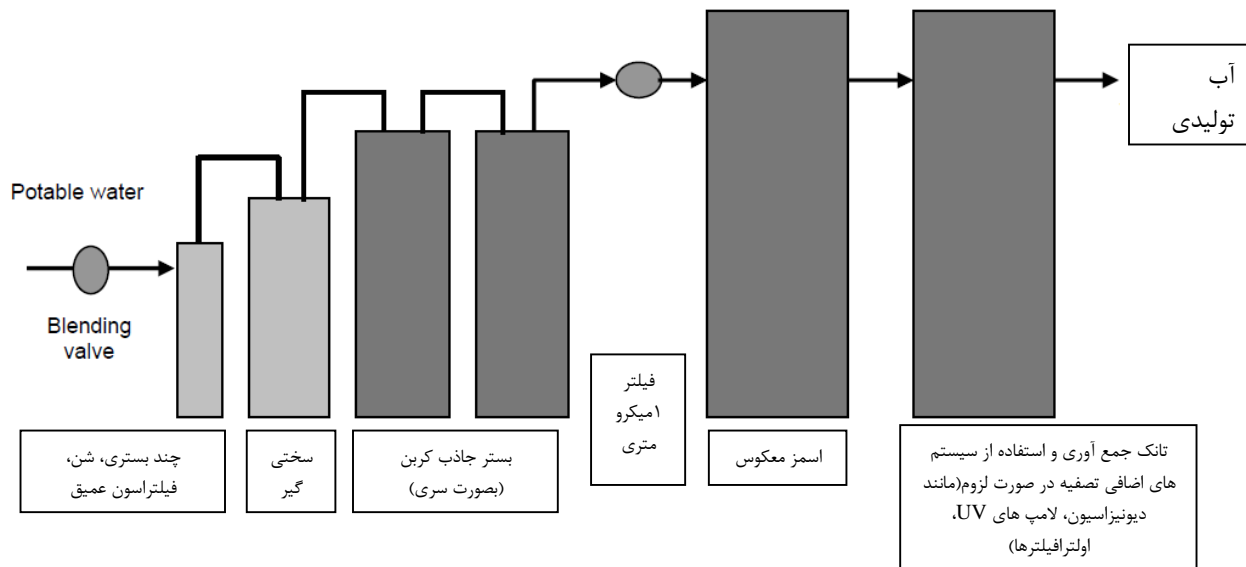 آب
تولیدی
Potable water
Blending
valve
چند بستری، شن،
فیلتراسون عمیق
سختی
گیر
بستر جاذب کربن
(بصورت سری)
فیلتر
۱میکرو
متری
اسمز معکوس
تانک جمع آوری و استفاده از سیستم
های اضافی تصفیه در صورت لزوم(مانند
دیونیزاسیون، لامپ های UV،
اولترافیلترها)